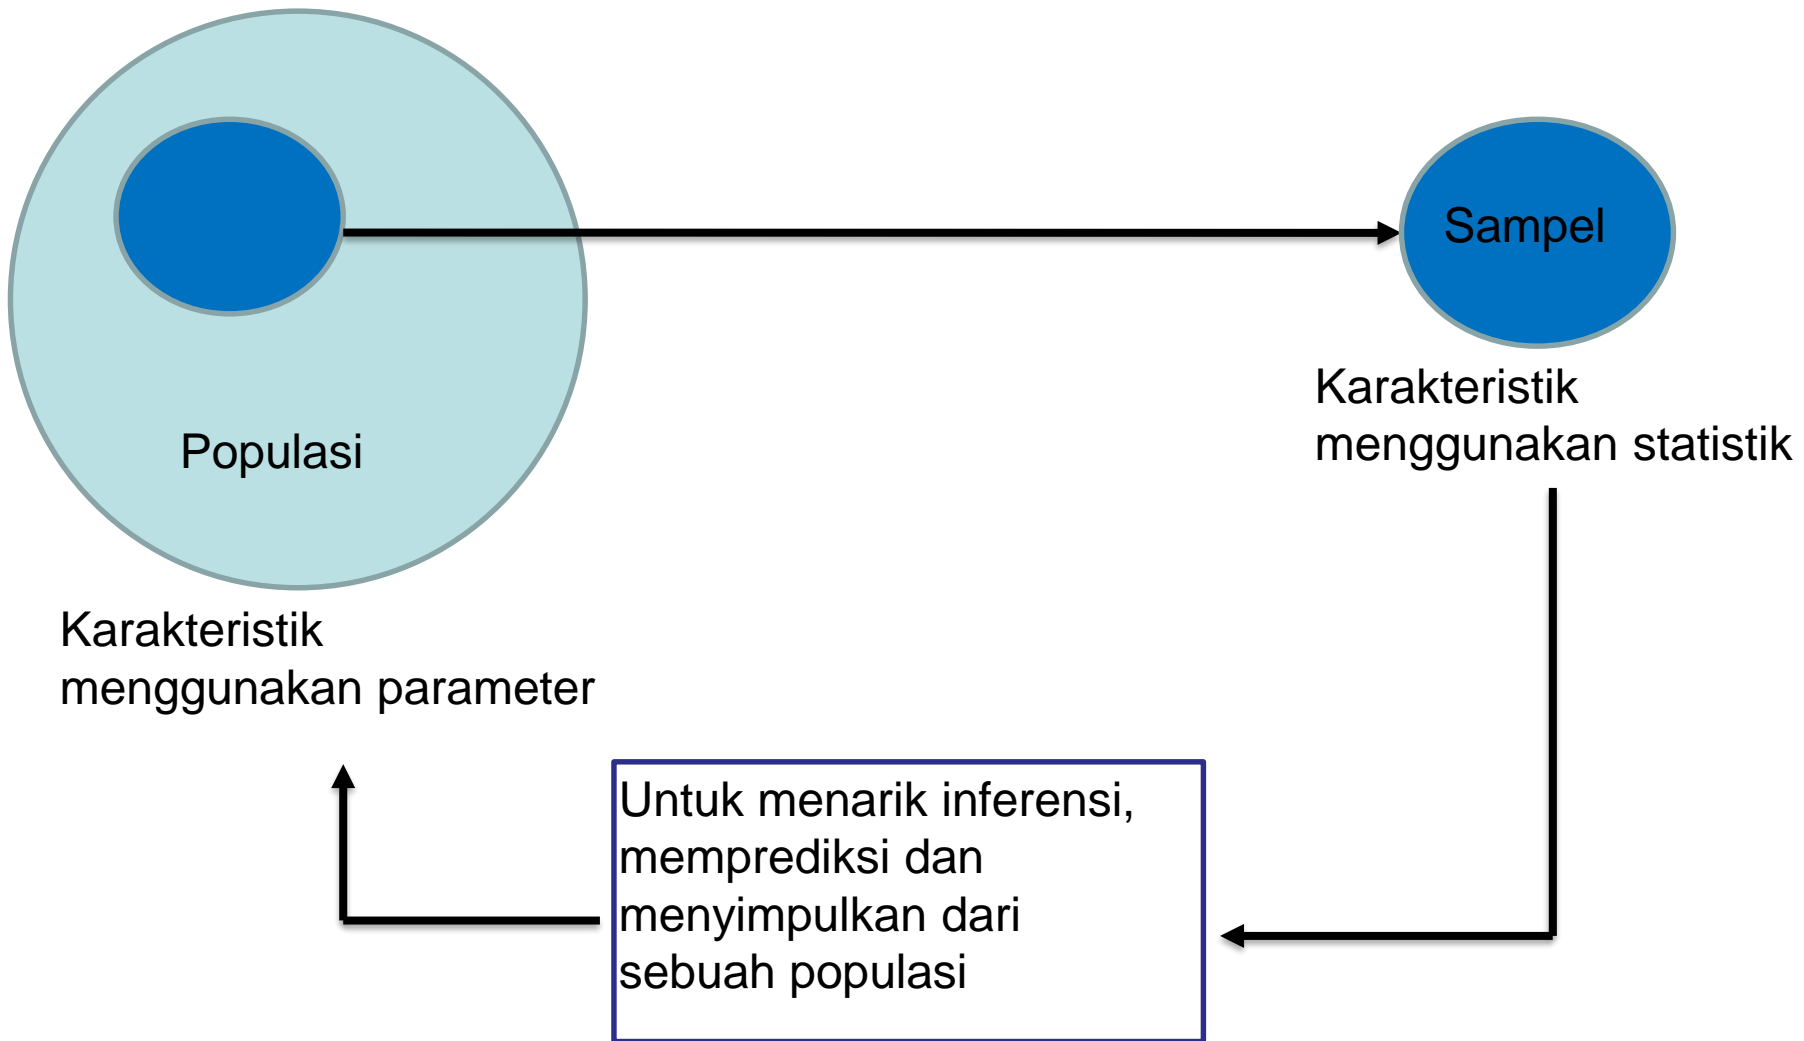 Sampel
Populasi
Karakteristik
menggunakan statistik
Karakteristik
menggunakan parameter
Untuk menarik inferensi,
memprediksi dan
menyimpulkan dari
sebuah populasi